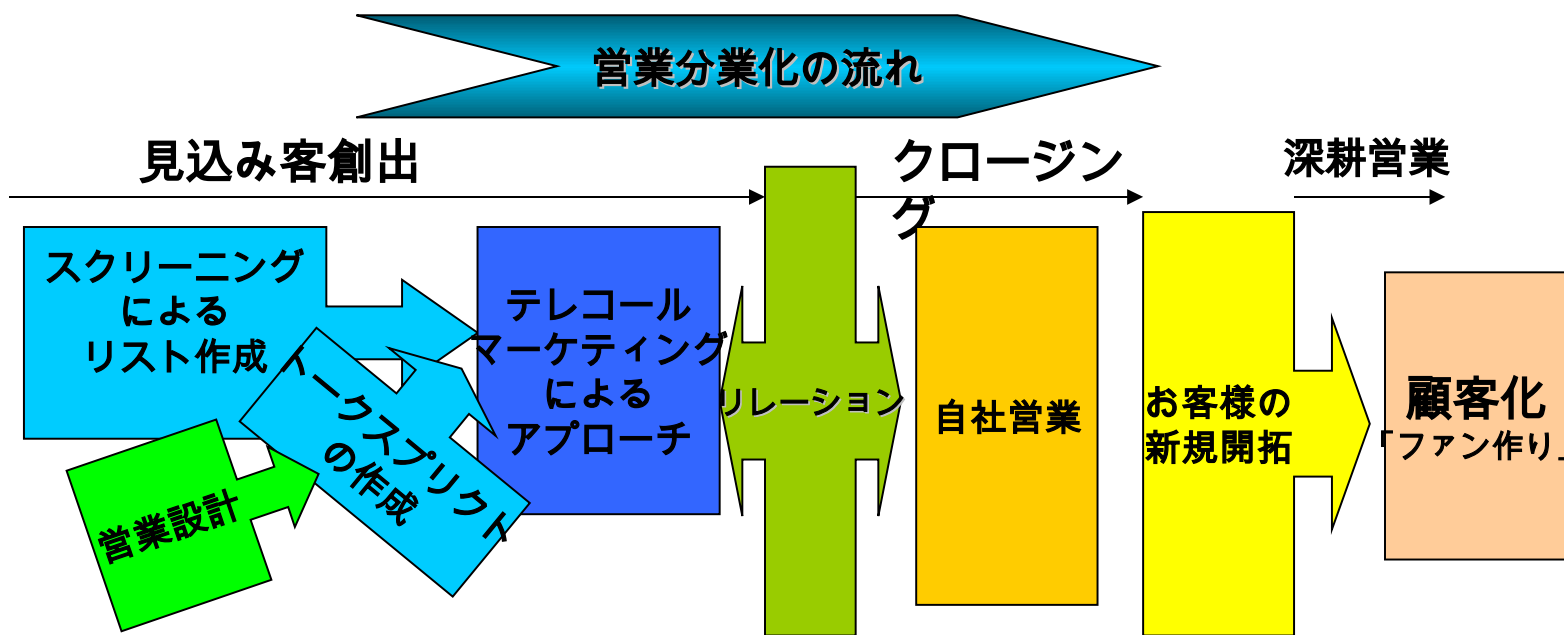 営業分業化の流れ
見込み客創出
クロージン
グ
深耕営業
スクリーニング
による
リスト作成
テレコール
マーケティング
による
アプローチ
ークスプリクト
の作成
営業設計
リレーション
自社営業
お客様の
新規開拓
顧客化
「ファン作り」